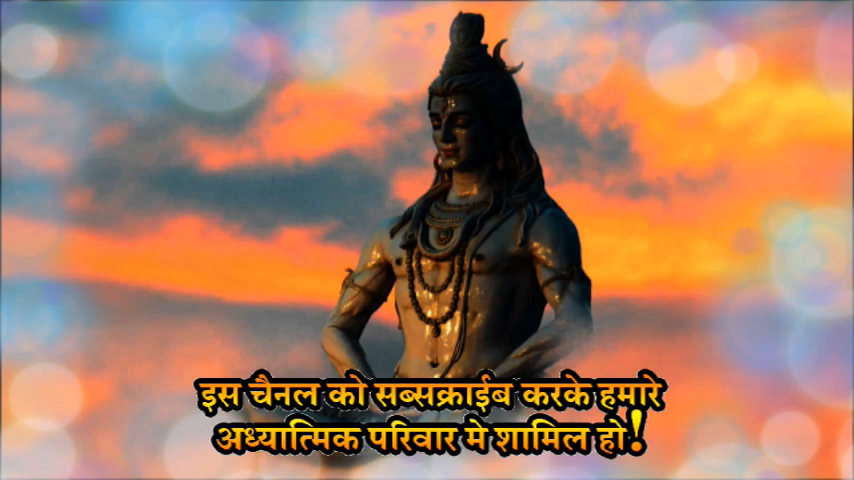 इस चैनल को सब्सक्राईब करके हमारे
अध्यात्मिक परिवार मे शामिल हो!